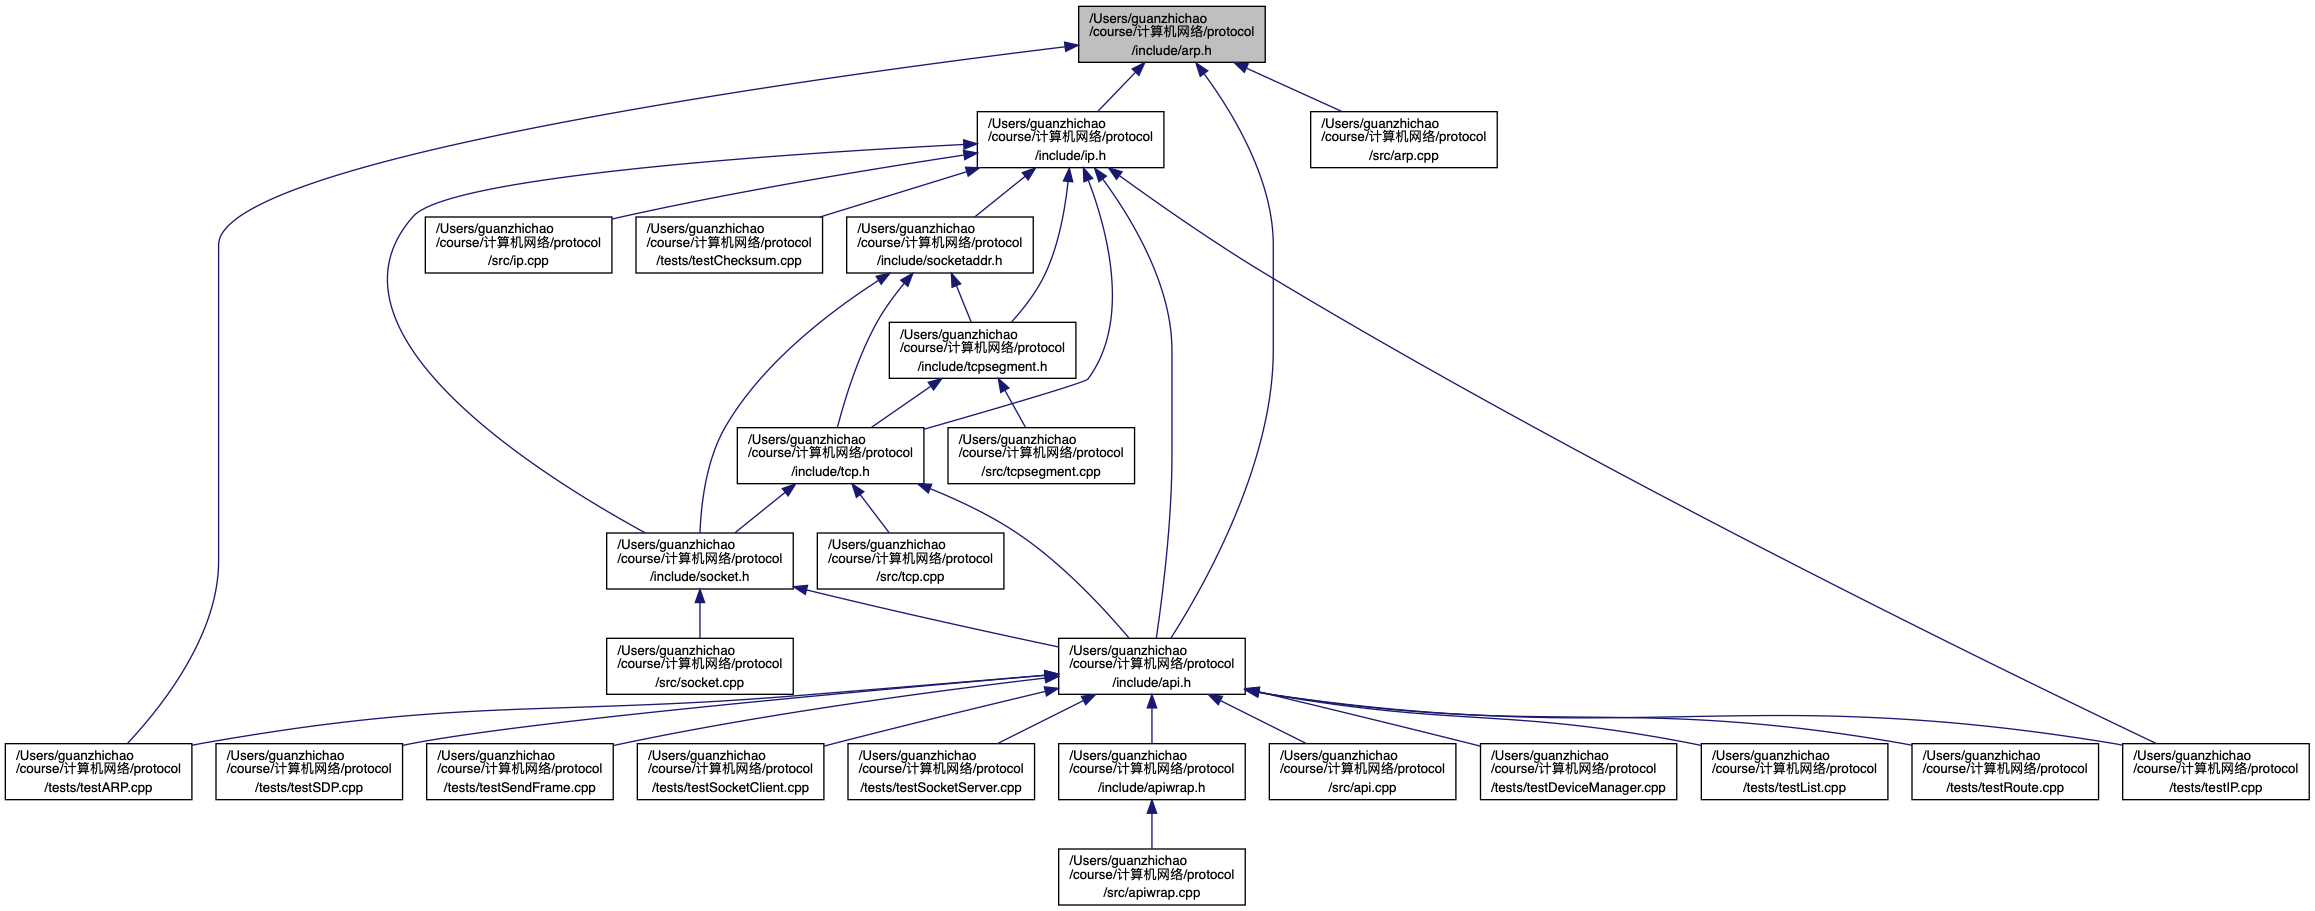 /Users/guanzhichao
/course/计算机网络/protocol
/include/arp.h
/Users/guanzhichao
/course/计算机网络/protocol
/include/ip.h
/Users/guanzhichao
/course/计算机网络/protocol
/src/arp.cpp
/Users/guanzhichao
/course/计算机网络/protocol
/src/ip.cpp
/Users/guanzhichao
/course/计算机网络/protocol
/tests/testChecksum.cpp
/Users/guanzhichao
/course/计算机网络/protocol
/include/socketaddr.h
/Users/guanzhichao
/course/计算机网络/protocol
/include/tcpsegment.h
/Users/guanzhichao
/course/计算机网络/protocol
/include/tcp.h
/Users/guanzhichao
/course/计算机网络/protocol
/src/tcpsegment.cpp
/Users/guanzhichao
/course/计算机网络/protocol
/include/socket.h
/Users/guanzhichao
/course/计算机网络/protocol
/src/tcp.cpp
/Users/guanzhichao
/course/计算机网络/protocol
/src/socket.cpp
/Users/guanzhichao
/course/计算机网络/protocol
/include/api.h
/Users/guanzhichao
/course/计算机网络/protocol
/tests/testARP.cpp
/Users/guanzhichao
/course/计算机网络/protocol
/tests/testSDP.cpp
/Users/guanzhichao
/course/计算机网络/protocol
/tests/testSendFrame.cpp
/Users/guanzhichao
/course/计算机网络/protocol
/tests/testSocketClient.cpp
/Users/guanzhichao
/course/计算机网络/protocol
/tests/testSocketServer.cpp
/Users/guanzhichao
/course/计算机网络/protocol
/include/apiwrap.h
/Users/guanzhichao
/course/计算机网络/protocol
/src/api.cpp
/Users/guanzhichao
/course/计算机网络/protocol
/tests/testDeviceManager.cpp
/Users/guanzhichao
/course/计算机网络/protocol
/tests/testList.cpp
/Users/guanzhichao
/course/计算机网络/protocol
/tests/testRoute.cpp
/Users/guanzhichao
/course/计算机网络/protocol
/tests/testIP.cpp
/Users/guanzhichao
/course/计算机网络/protocol
/src/apiwrap.cpp